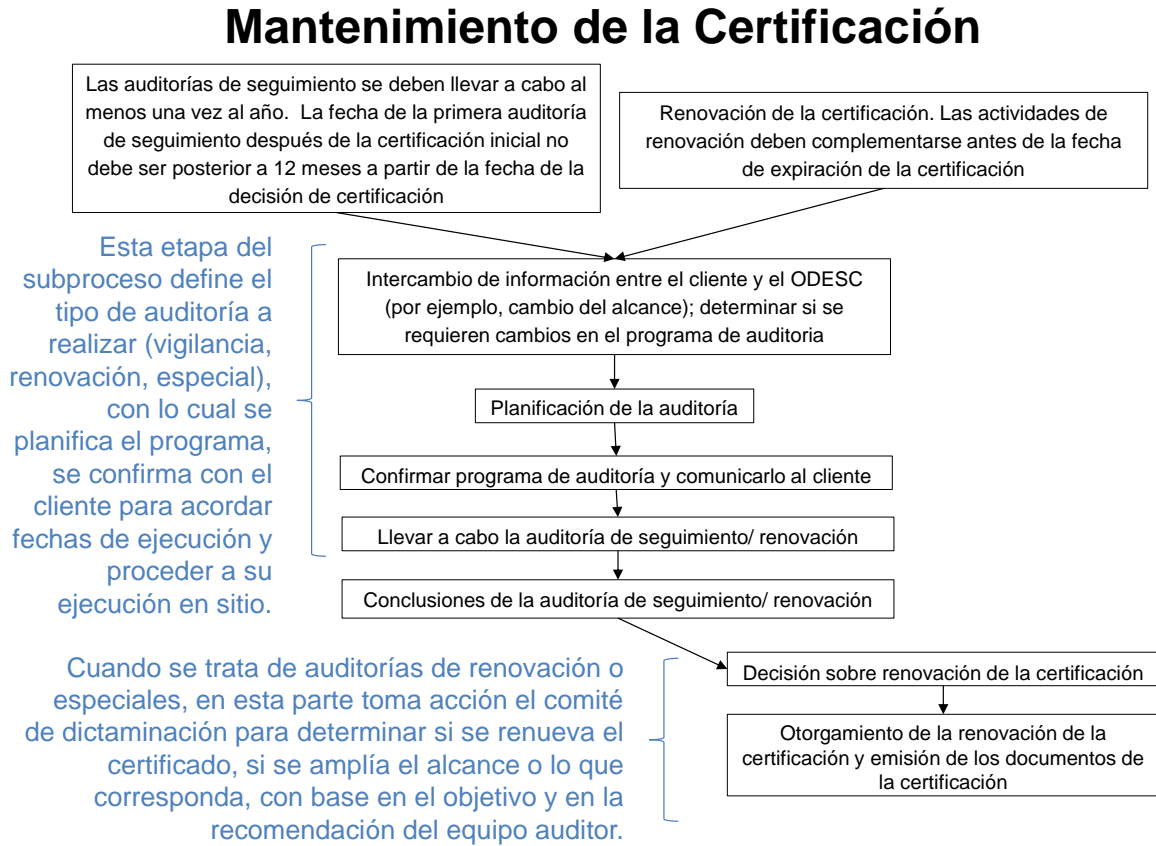 Mantenimiento de la Certificación
Las auditorías de seguimiento se deben llevar a cabo al
menos una vez al año.  La fecha de la primera auditoría
de seguimiento después de la certificación inicial no
debe ser posterior a 12 meses a partir de la fecha de la
decisión de certificación
Renovación de la certificación. Las actividades de
renovación deben complementarse antes de la fecha
de expiración de la certificación
Esta etapa del
subproceso define el
tipo de auditoría a
realizar (vigilancia,
renovación, especial),
con lo cual se
planifica el programa,
se confirma con el
cliente para acordar
fechas de ejecución y
proceder a su
ejecución en sitio.
Intercambio de información entre el cliente y el ODESC
(por ejemplo, cambio del alcance); determinar si se
requieren cambios en el programa de auditoria
Planificación de la auditoría
Confirmar programa de auditoría y comunicarlo al cliente
Llevar a cabo la auditoría de seguimiento/ renovación
Conclusiones de la auditoría de seguimiento/ renovación
Cuando se trata de auditorías de renovación o
especiales, en esta parte toma acción el comité
de dictaminación para determinar si se renueva el
certificado, si se amplía el alcance o lo que
corresponda, con base en el objetivo y en la
recomendación del equipo auditor.
Decisión sobre renovación de la certificación
Otorgamiento de la renovación de la
certificación y emisión de los documentos de
la certificación